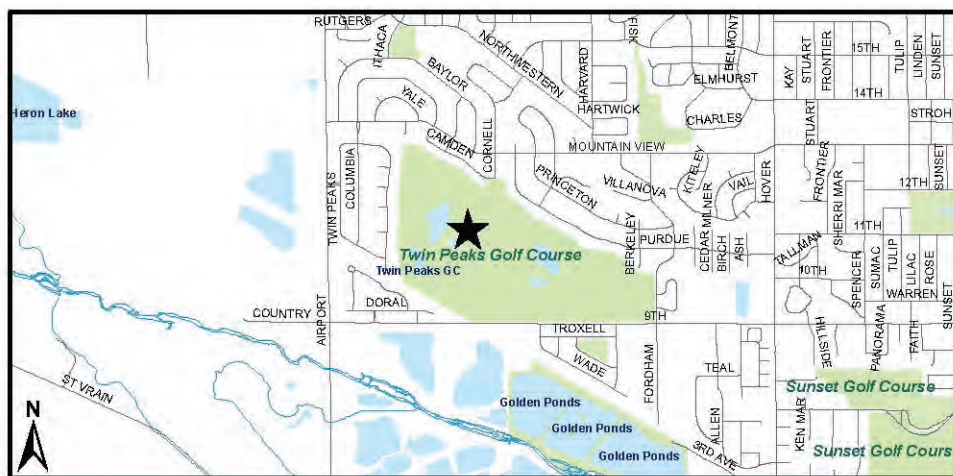 RUTGERS
ITHACA
NORTHWESTERN
FISK
BELMONT
15TH
KAY
STUART
FRONTIER
TULIP
LINDEN
SUNSET
BAYLOR
HARVARD
ELMHURST
14TH
YALE
HARTWICK
Heron Lake
CHARLES
STUART
STROH
CAMDEN
CORNELL
MOUNTAIN VIEW
COLUMBIA
TWIN PEAKS
PRINCETON
VILLANOVA
KITELEY
VAIL
HOVER
FRONTIER
SHERRI MAR
12TH
SUNSET
11TH
BERKELEY
PURDUE
CEDAR
MILNER
BIRCH
ASH
TALLMAN
Twin Peaks Golf Course
10TH
SPENCER
SUMAC
TULIP
LILAC
ROSE
Twin Peaks GC
WARREN
DORAL
COUNTRY
9TH
AIRPORT
TROXELL
HILLSIDE
PANORAMA
FAITH
SUNSET
WADE
FORDHAM
TEAL
ST VRAIN
Sunset Golf Course
Golden Ponds
N
Golden Ponds
ALLEN
KEN MAR
Golden Ponds
3RD AVE
Sunset Golf Cours